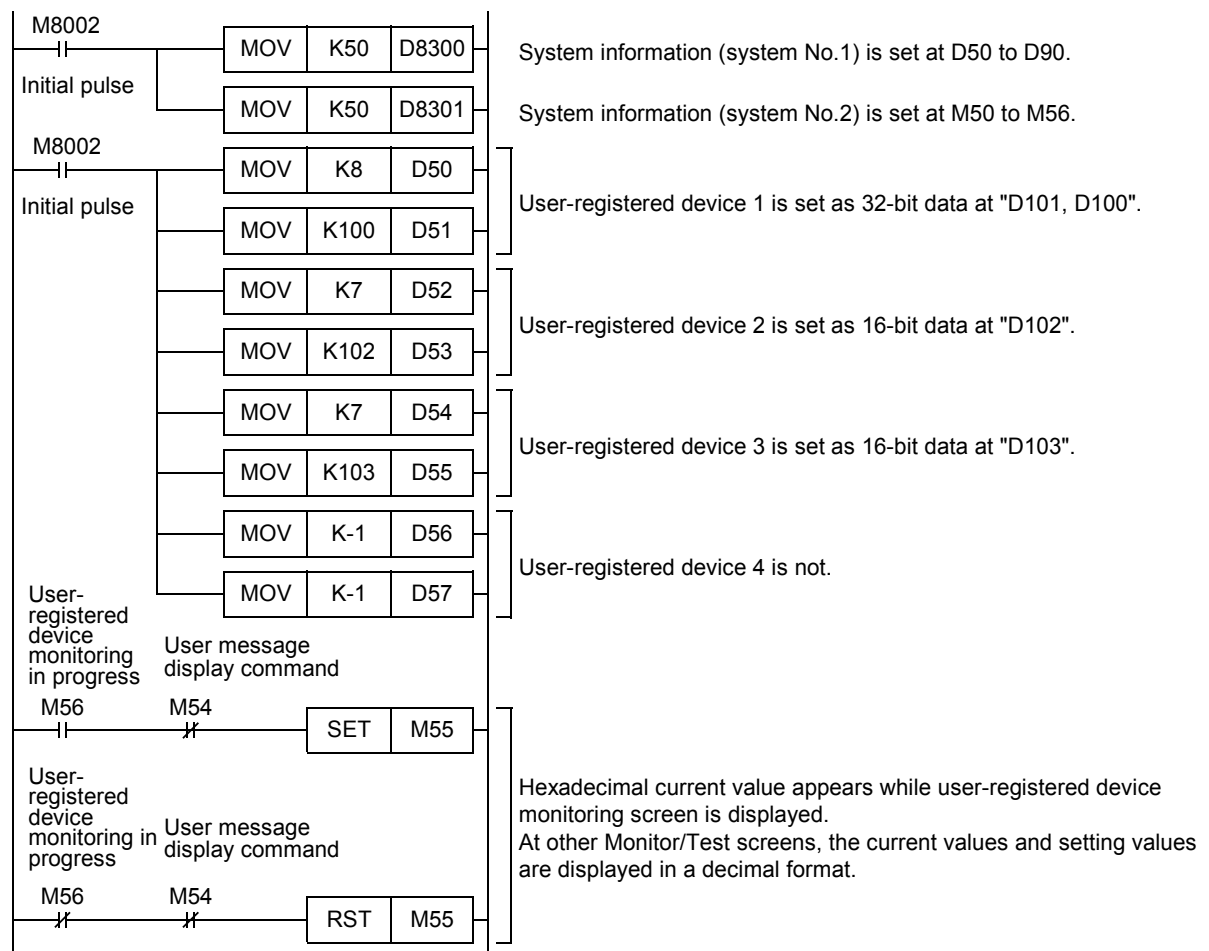 M8002
MOV K50 D8300
System information (system No.1) is set at D50 to D90.
Initial pulse
MOV K50 D8301
System information (system No.2) is set at M50 to M56.
M8002
MOV K8 D50
Initial pulse
User-registered device 1 is set as 32-bit data at "D101, D100".
MOV K100 D51
MOV K7 D52
User-registered device 2 is set as 16-bit data at "D102".
MOV K102 D53
MOV K7 D54
User-registered device 3 is set as 16-bit data at "D103".
MOV K103 D55
MOV K-1 D56
User-registered device 4 is not.
MOV K-1 D57
User-
registered
device
monitoring
in progress
User message
display command
M56 M54
SET M55
User-
registered
device
monitoring in
progress
User message
display command
Hexadecimal current value appears while user-registered device
monitoring screen is displayed.
At other Monitor/Test screens, the current values and setting values
are displayed in a decimal format.
M56 M54
RST M55